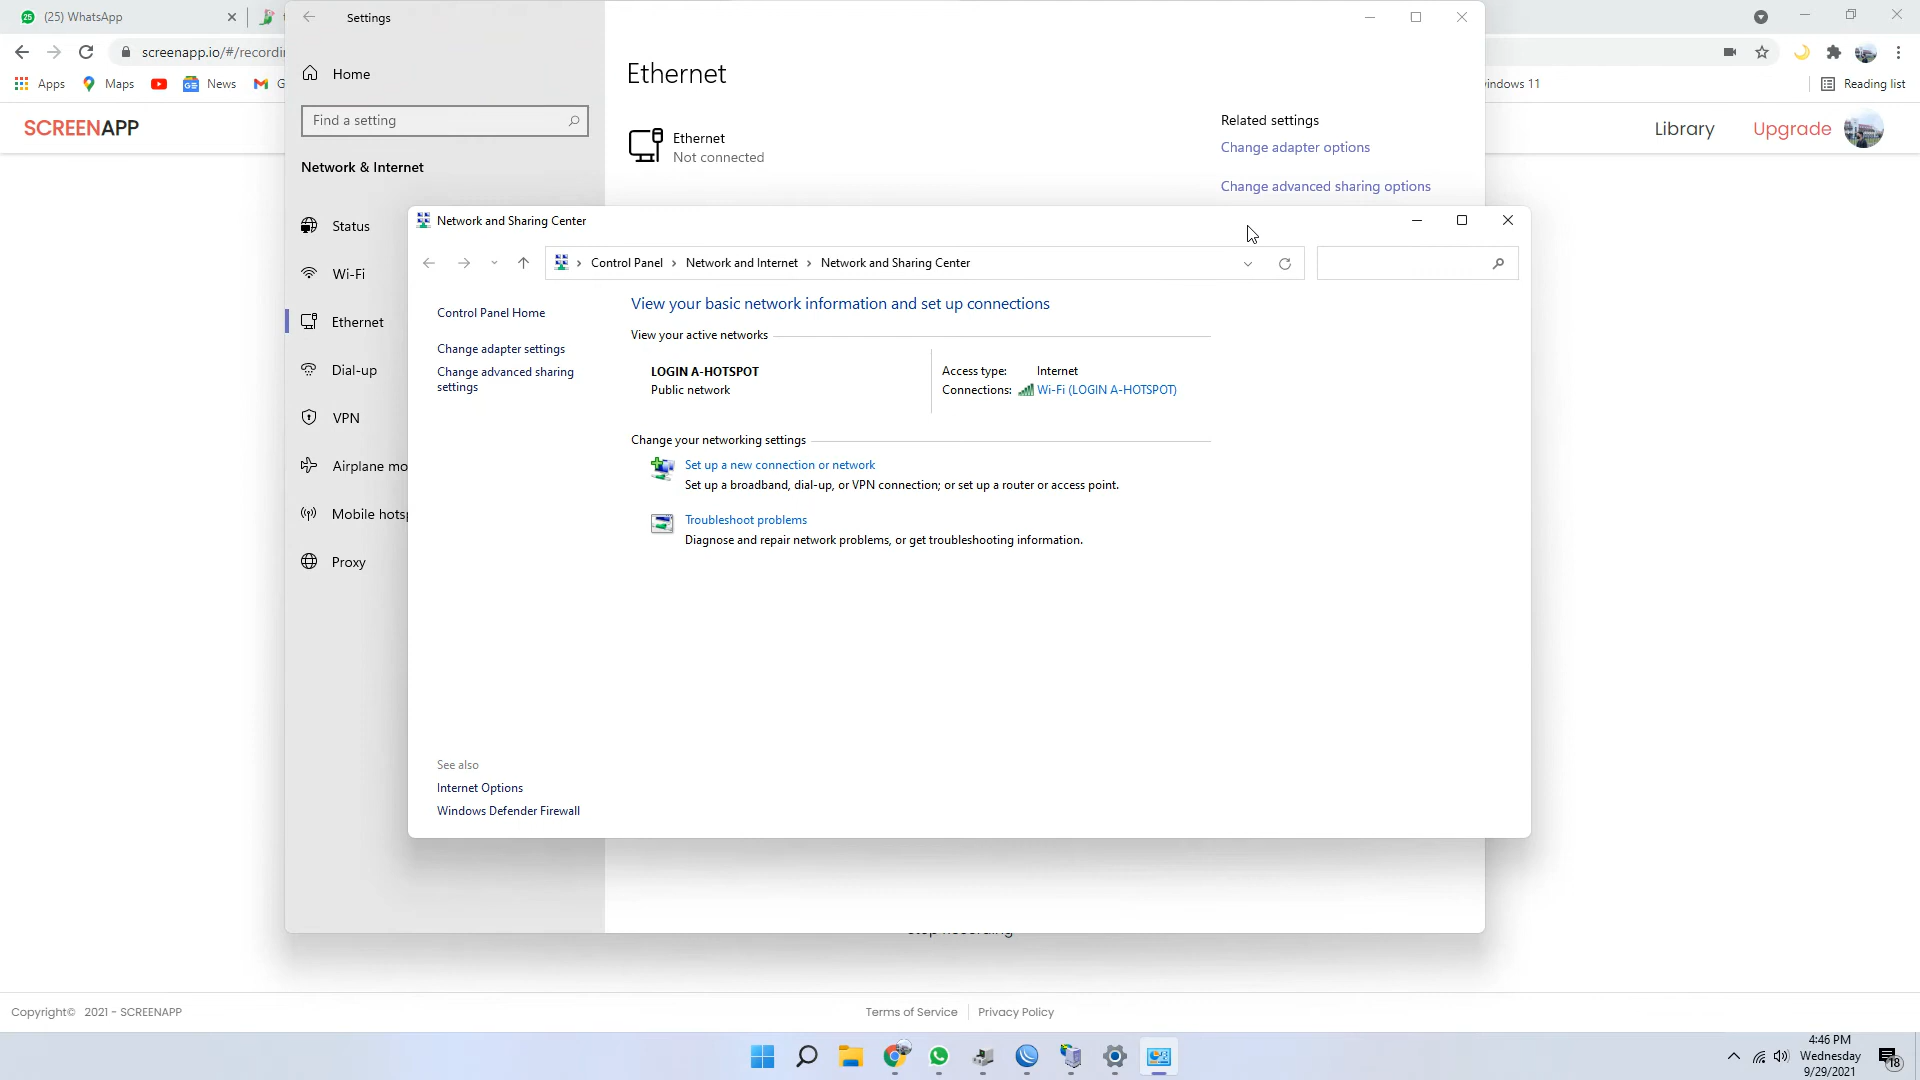 25
(25) WhatsApp
Settings
screenapp.io/#/recordin
Apps
Maps
News
G
indows 11
Reading list
SCREENAPP
Library
Upgrade
Home
Find a setting
Network & Internet
Status
Wi-Fi
Ethernet
Dial-up
VPN
Airplane mo
Mobile hotsp
Proxy
Ethernet
Ethernet
Not connected
Related settings
Change adapter options
Change advanced sharing options
Network and Sharing Center
Control Panel
Network and Internet
Network and Sharing Center
Control Panel Home
Change adapter settings
Change advanced sharing
settings
View your basic network information and set up connections
View your active networks
LOGIN A-HOTSPOT
Public network
Access type: Internet
Connections: Wi-Fi (LOGIN A-HOTSPOT)
Change your networking settings
Set up a new connection or network
Set up a broadband, dial-up, or VPN connection; or set up a router or access point.
Troubleshoot problems
Diagnose and repair network problems, or get troubleshooting information.
See also
Internet Options
Windows Defender Firewall
Stop Recording
Copyright© 2021 - SCREENAPP
Terms of Service
Privacy Policy
4:46 PM
Wednesday
9/29/2021
18